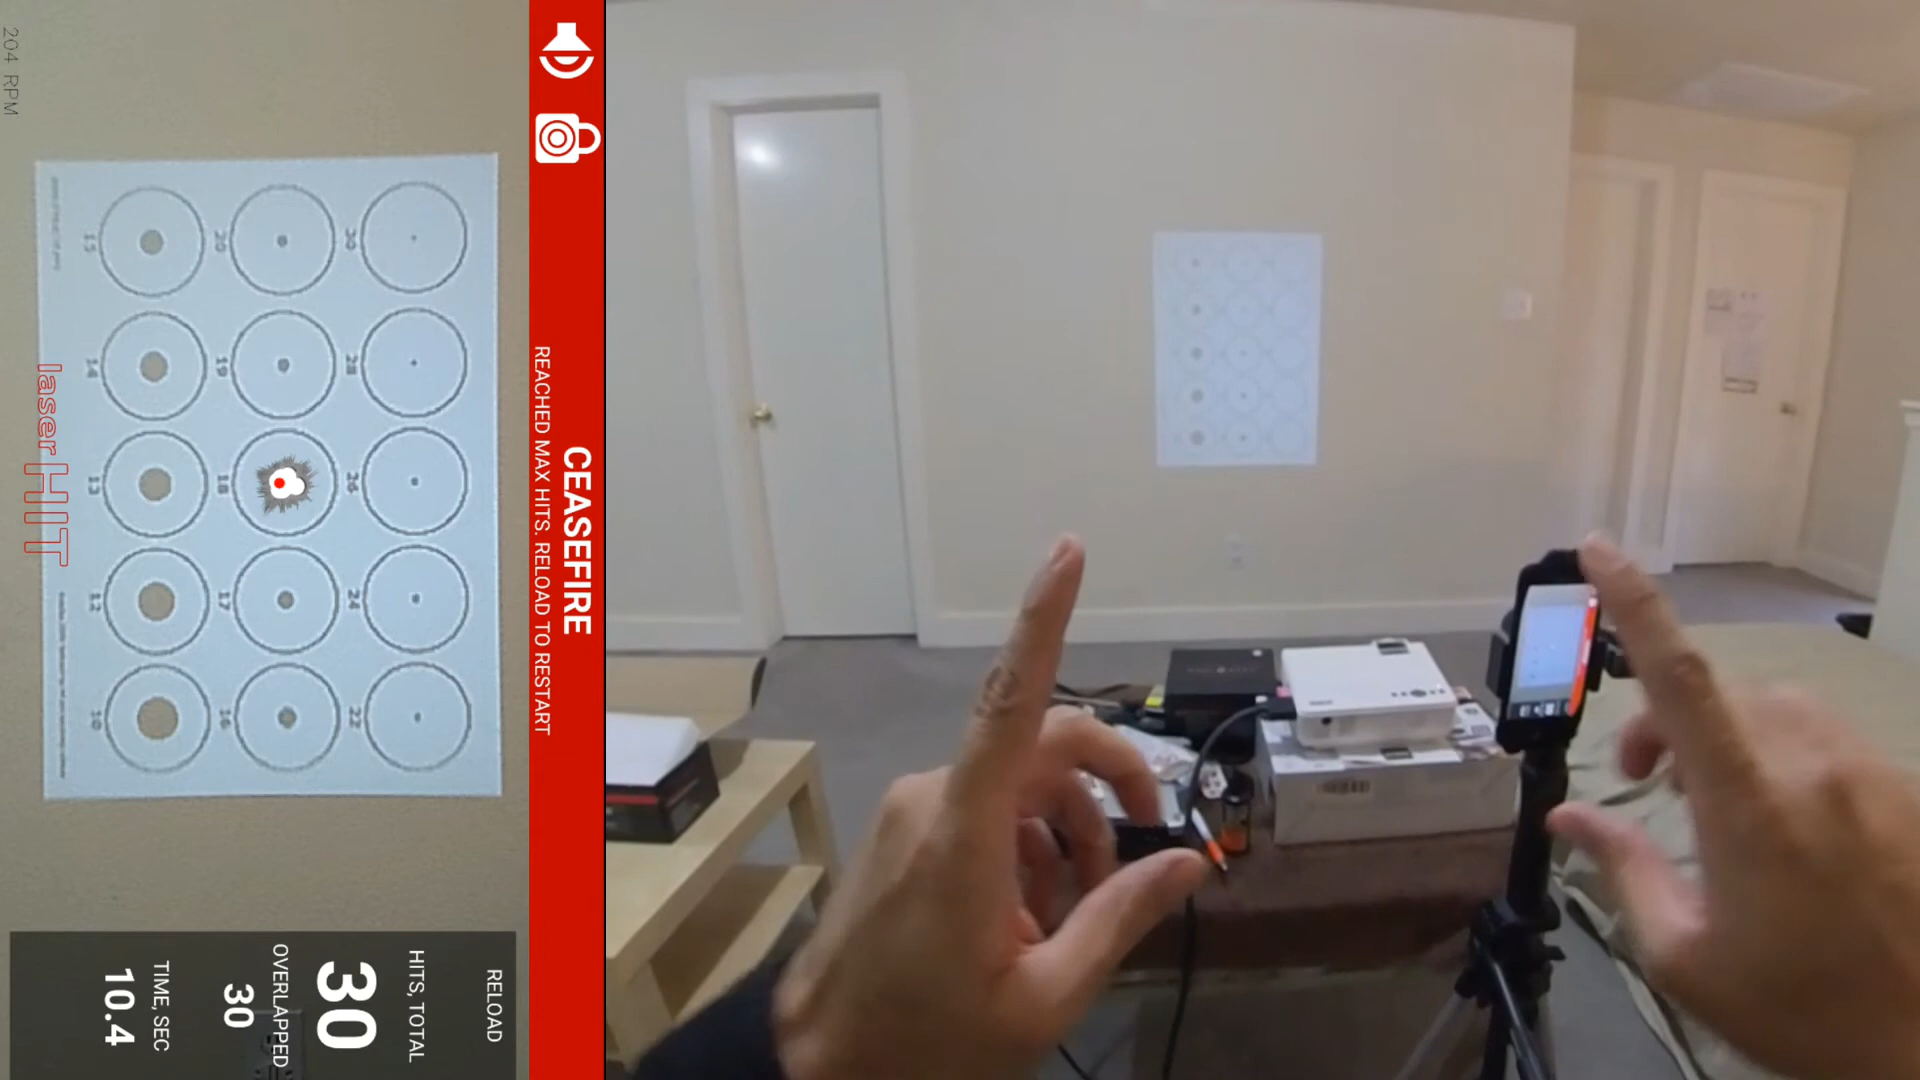 204 RPM
CEASEFIRE
REACHED MAX HITS. RELOAD TO RESTART
laser HIT
30
28
26
24
22
20
19
18
17
16
15
14
13
12
10
RELOAD
HITS, TOTAL
30
OVERLAPPED
30
TIME, SEC
10.4